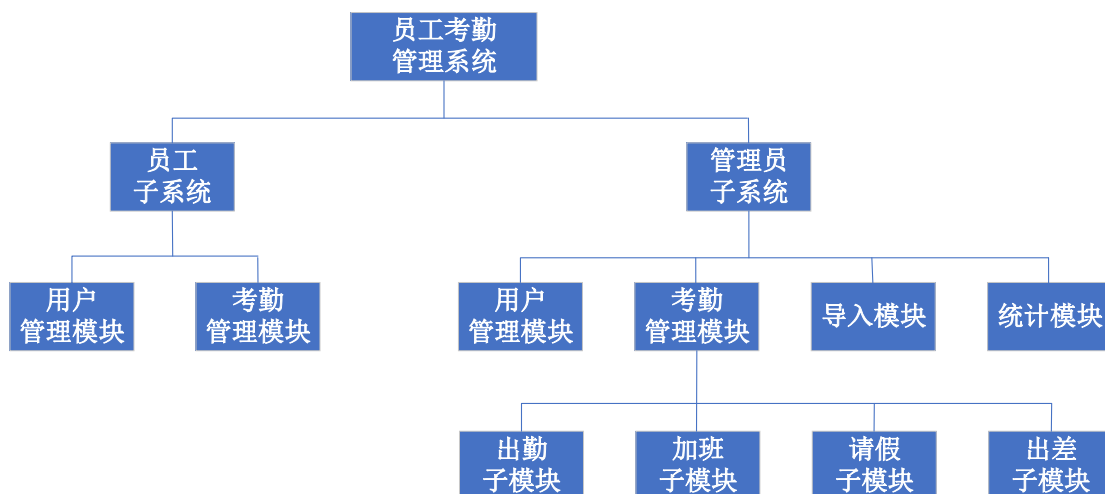 员工考勤
管理系统
员工
子系统
管理员
子系统
用户
管理模块
考勤
管理模块
用户
管理模块
考勤
管理模块
导入模块
统计模块
出勤
子模块
加班
子模块
请假
子模块
出差
子模块